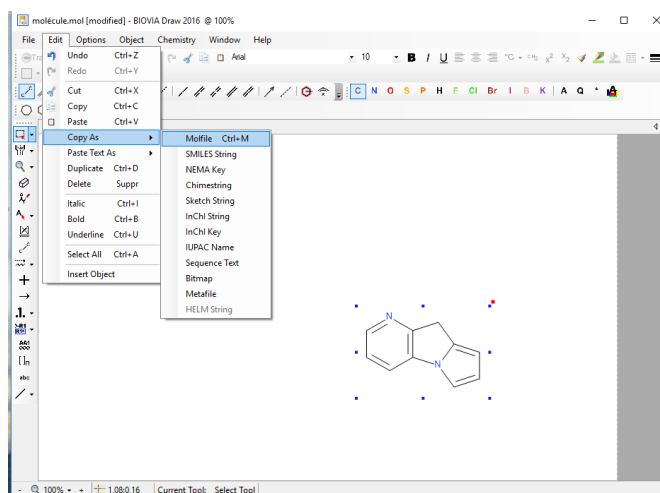 molécule.mol [modified] - BIOVIA Draw 2016 @ 100%
File Edit Options Object Chemistry Window Help
Undo Ctrl+Z
Arial 10 B I U
Redo Ctrl+Y
Cut Ctrl+X
C N O S P H F Cl Br I B K A Q
Copy Ctrl+C
Paste Ctrl+V
Copy As
Molfile Ctrl+M
Paste Text As
SMILES String
Duplicate Ctrl+D
NEMA Key
Delete Suppr
Chimestring
Sketch String
Italic Ctrl+I
InChI String
Bold Ctrl+B
InChI Key
Underline Ctrl+U
IUPAC Name
Select All Ctrl+A
Sequence Text
Insert Object
Bitmap
Metafile
HELM String
N
N
abc
100% 1.08:0.16 Current Tool: Select Tool